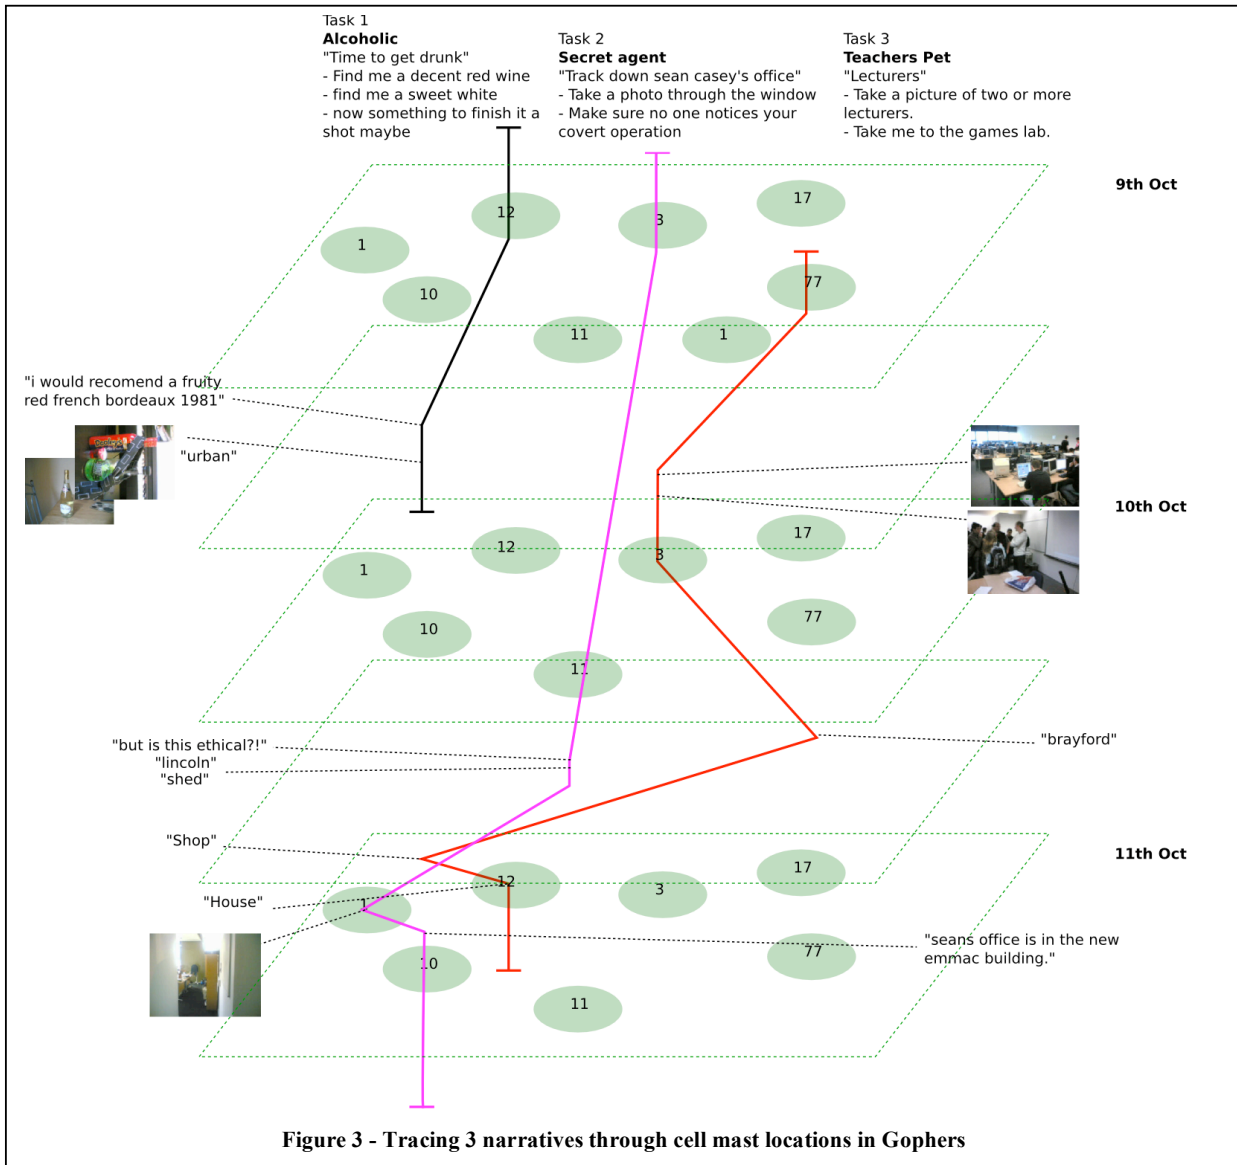 Task 1
Alcoholic
"Time to get drunk"
- Find me a decent red wine
- find me a sweet white
- now something to finish it a
shot maybe
Task 2
Secret agent
"Track down sean casey's office"
- Take a photo through the window
- Make sure no one notices your
covert operation
Task 3
Teachers Pet
"Lecturers"
- Take a picture of two or more
lecturers.
- Take me to the games lab.
9th Oct
12
3
17
1
10
77
11
1
"i would recomend a fruity
red french bordeaux 1981"
"urban"
10th Oct
12
3
17
1
10
77
11
"but is this ethical?!"
"lincoln"
"shed"
"brayford"
"Shop"
11th Oct
12
3
17
1
"House"
10
77
11
"seans office is in the new
emmac building."
Figure 3 - Tracing 3 narratives through cell mast locations in Gophers